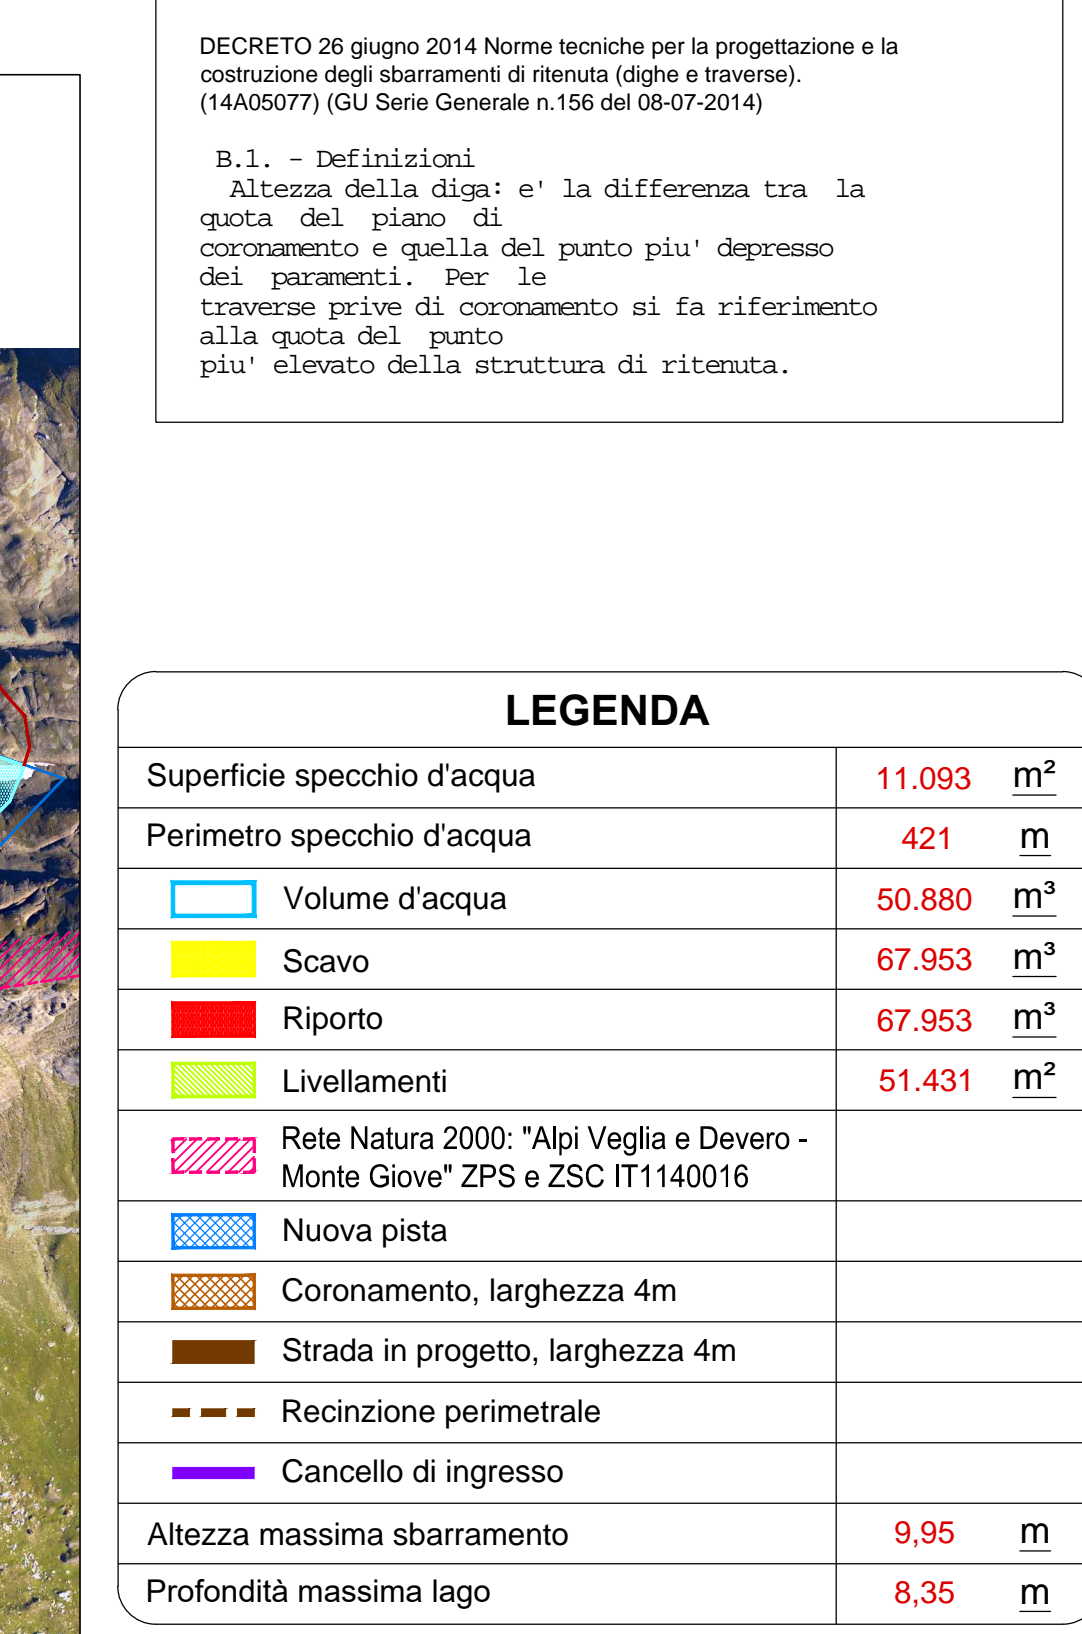 DECRETO 26 giugno 2014 Norme tecniche per la progettazione e la
costruzione degli sbarramenti di ritenuta (dighe e traverse).
(14A05077) (GU Serie Generale n.156 del 08-07-2014)
B.1. - Definizioni
Altezza della diga: e' la differenza tra la
quota del piano di
coronamento e quella del punto piu' depresso
dei paramenti. Per le
traverse prive di coronamento si fa riferimento
alla quota del punto
piu' elevato della struttura di ritenuta.
LEGENDA
Superficie specchio d'acqua 11.093 m²
Perimetro specchio d'acqua 421 m
Volume d'acqua 50.880 m³
Scavo 67.953 m³
Riporto 67.953 m³
Livellamenti 51.431 m²
Rete Natura 2000: "Alpi Veglia e Devero -
Monte Giove" ZPS e ZSC IT1140016
Nuova pista
Coronamento, larghezza 4m
Strada in progetto, larghezza 4m
Recinzione perimetrale
Cancello di ingresso
Altezza massima sbarramento 9,95 m
Profondità massima lago 8,35 m